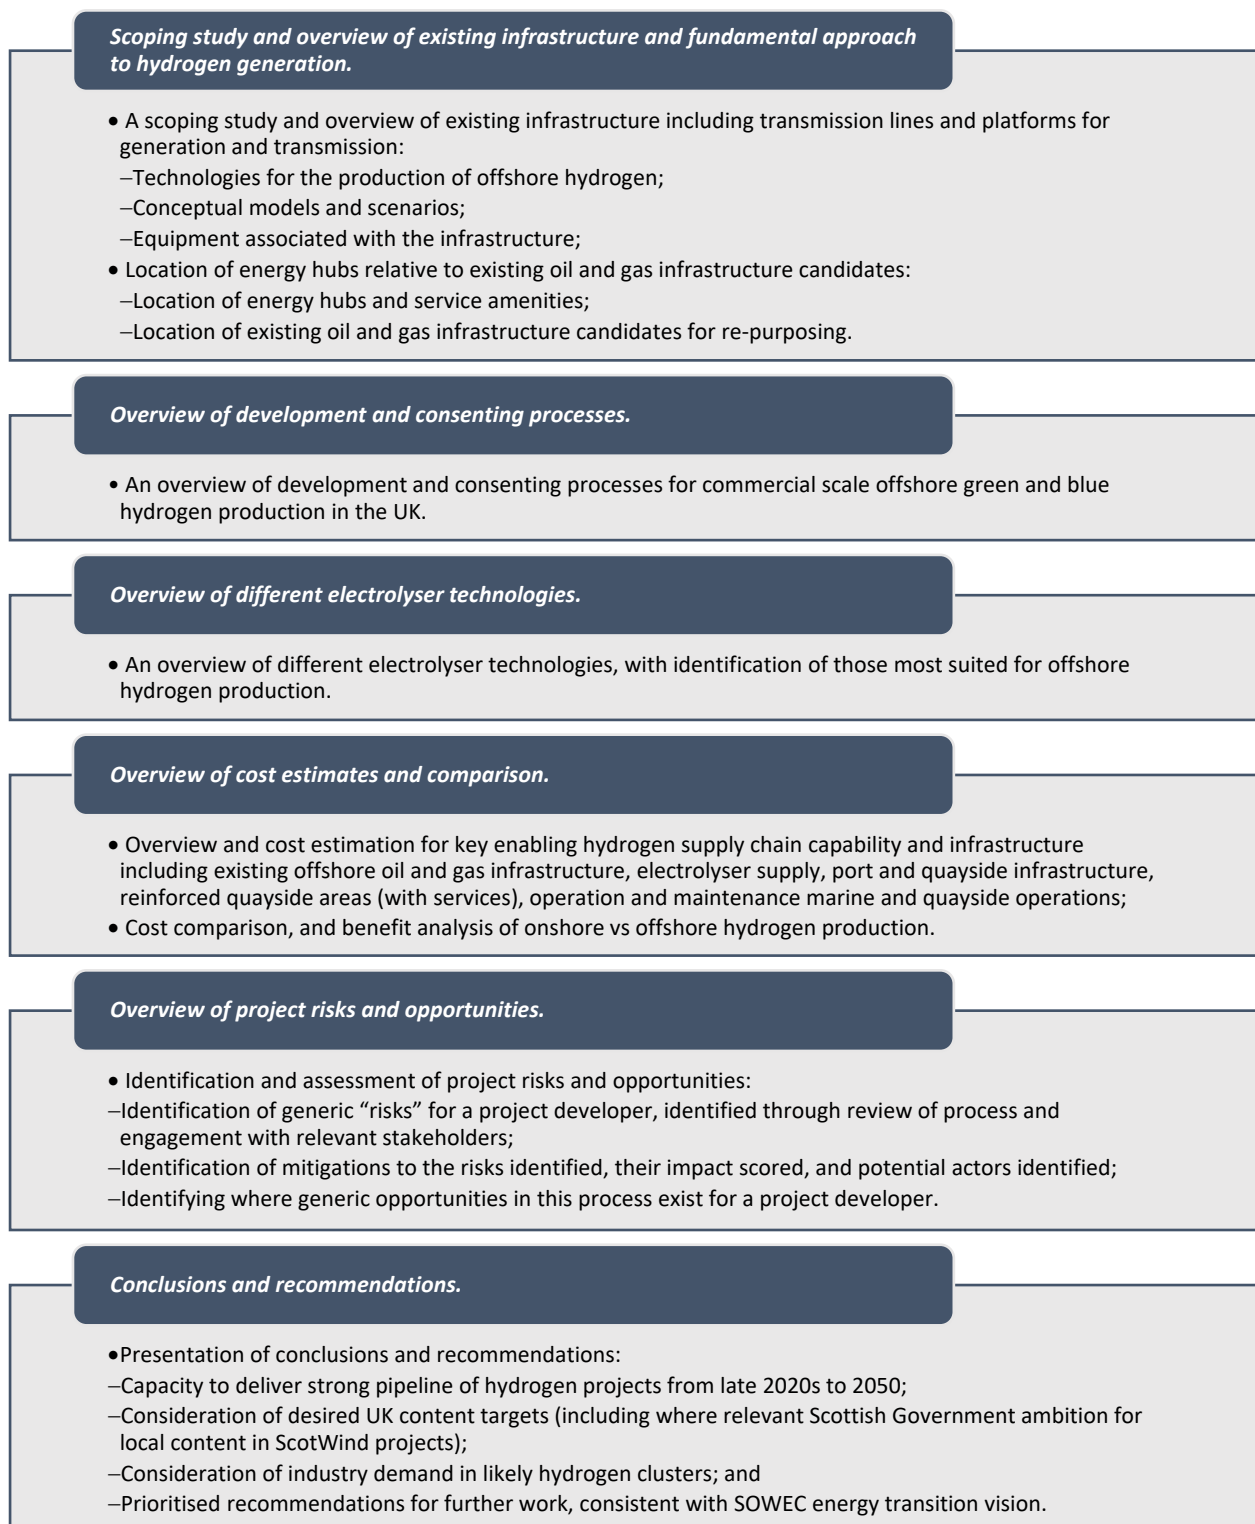 Scoping study and overview of existing infrastructure and fundamental approach
to hydrogen generation.
• A scoping study and overview of existing infrastructure including transmission lines and platforms for
generation and transmission:
−Technologies for the production of offshore hydrogen;
−Conceptual models and scenarios;
−Equipment associated with the infrastructure;
• Location of energy hubs relative to existing oil and gas infrastructure candidates:
−Location of energy hubs and service amenities;
−Location of existing oil and gas infrastructure candidates for re-purposing.
Overview of development and consenting processes.
• An overview of development and consenting processes for commercial scale offshore green and blue
hydrogen production in the UK.
Overview of different electrolyser technologies.
• An overview of different electrolyser technologies, with identification of those most suited for offshore
hydrogen production.
Overview of cost estimates and comparison.
• Overview and cost estimation for key enabling hydrogen supply chain capability and infrastructure
including existing offshore oil and gas infrastructure, electrolyser supply, port and quayside infrastructure,
reinforced quayside areas (with services), operation and maintenance marine and quayside operations;
• Cost comparison, and benefit analysis of onshore vs offshore hydrogen production.
Overview of project risks and opportunities.
• Identification and assessment of project risks and opportunities:
−Identification of generic “risks” for a project developer, identified through review of process and
engagement with relevant stakeholders;
−Identification of mitigations to the risks identified, their impact scored, and potential actors identified;
−Identifying where generic opportunities in this process exist for a project developer.
Conclusions and recommendations.
•Presentation of conclusions and recommendations:
−Capacity to deliver strong pipeline of hydrogen projects from late 2020s to 2050;
−Consideration of desired UK content targets (including where relevant Scottish Government ambition for
local content in ScotWind projects);
−Consideration of industry demand in likely hydrogen clusters; and
−Prioritised recommendations for further work, consistent with SOWEC energy transition vision.